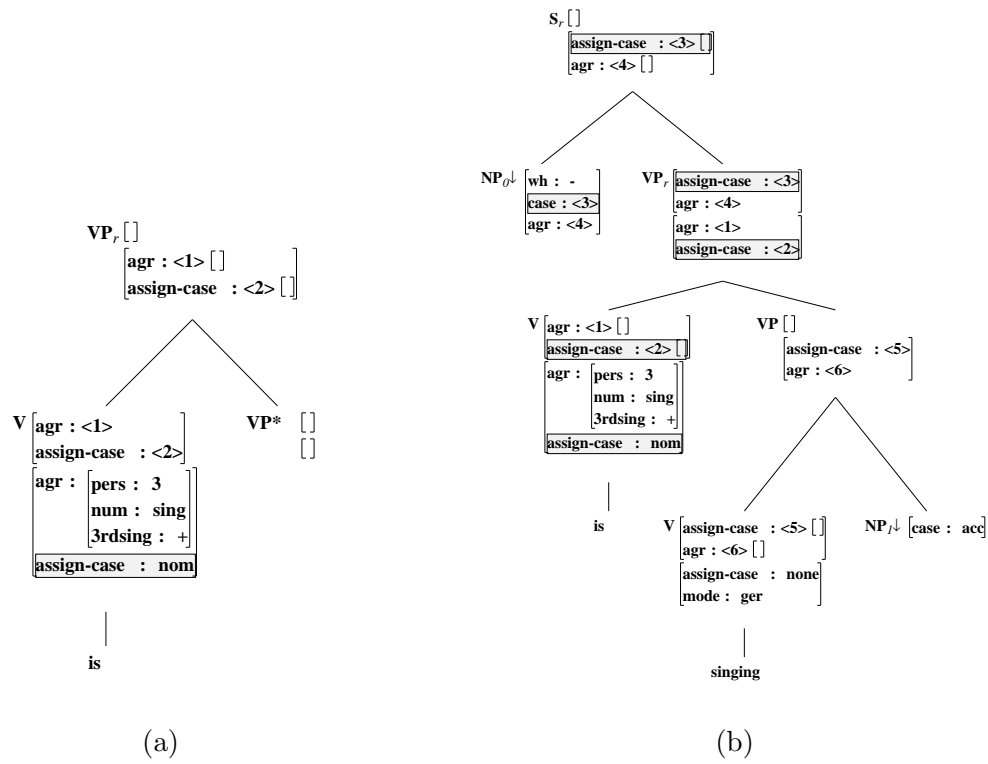 S_r []
[assign-case : <3> []
agr : <4> []]
NP_0↓ [wh : -
case : <3>
agr : <4>]
VP_r [assign-case : <3>
agr : <4>]
[agr : <1>
assign-case : <2>]
VP_r []
[agr : <1> []
assign-case : <2> []]
V [agr : <1> []
assign-case : <2> []]
[agr : [pers : 3
num : sing
3rdsing : +]
assign-case : nom]
VP []
[assign-case : <5>
agr : <6>]
V [agr : <1>
assign-case : <2>]
[agr : [pers : 3
num : sing
3rdsing : +]
assign-case : nom]
VP* []
[]
is
is
V [assign-case : <5> []
agr : <6> []]
[assign-case : none
mode : ger]
NP_1↓ [case : acc]
singing
(a)
(b)